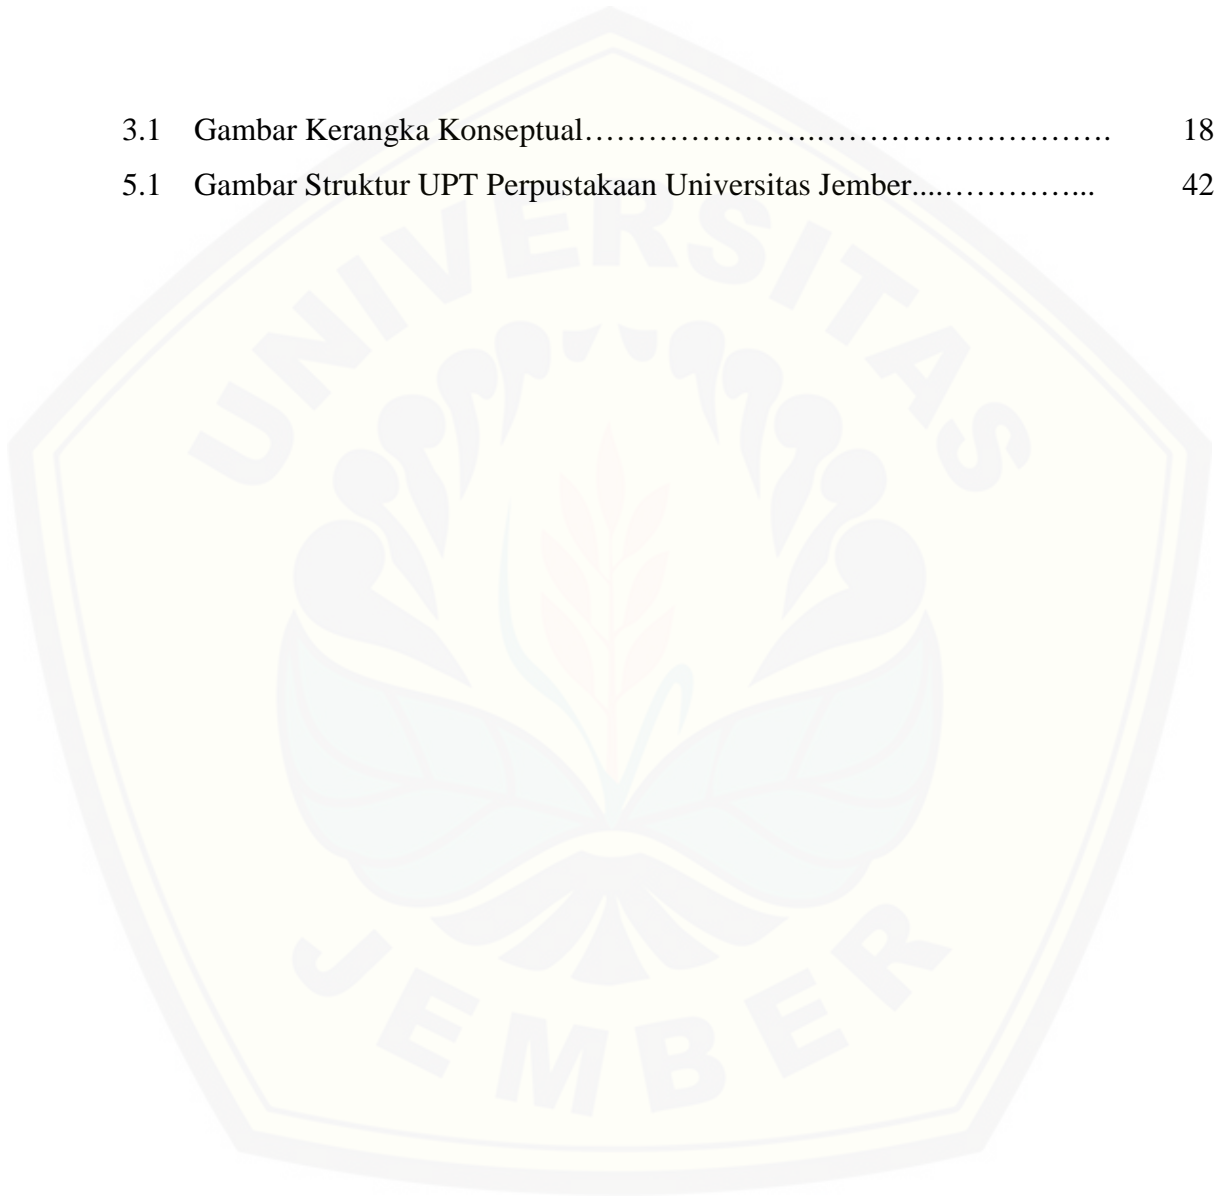 3.1 Gambar Kerangka Konseptual………………….………………………. 18
5.1 Gambar Struktur UPT Perpustakaan Universitas Jember....…………... 42
UNIVERSITAS
JEMBER